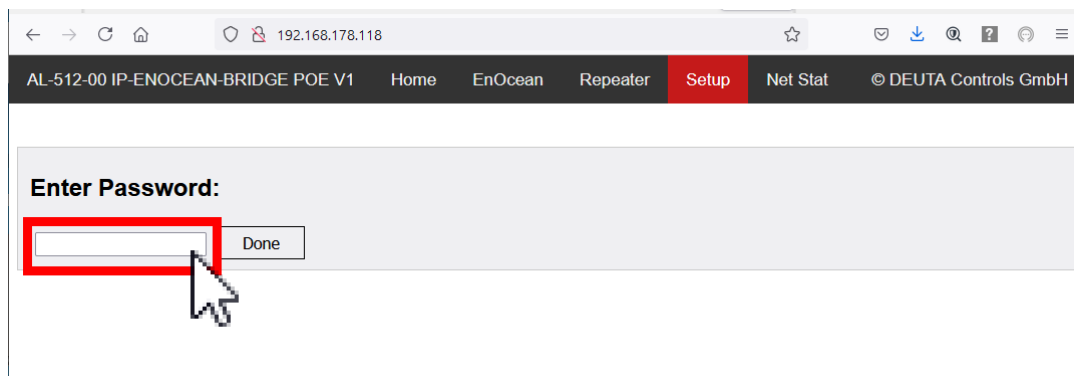 192.168.178.118
AL-512-00 IP-ENOCEAN-BRIDGE POE V1 Home EnOcean Repeater Setup Net Stat © DEUTA Controls GmbH
Enter Password:
Done